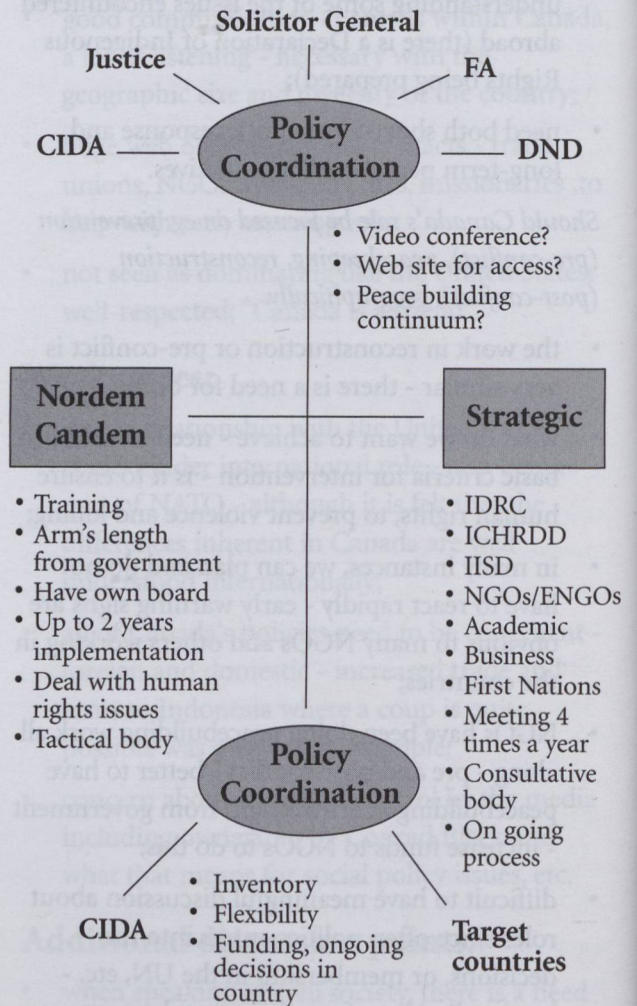 Solicitor General
Justice
FA
CIDA
Policy
Coordination
DND
• Video conference?
• Web site for access?
• Peace building
continuum?
Nordem
Candem
Strategic
• Training
• Arm's length
from government
• Have own board
• Up to 2 years
implementation
• Deal with human
rights issues
• Tactical body
• IDRC
• ICHRDD
• IISD
• NGOs/ENGOs
• Academic
• Business
• First Nations
• Meeting 4
times a year
• Consultative
body
• On going
process
Policy
Coordination
CIDA
• Inventory
• Flexibility
• Funding, ongoing
decisions in
country
Target
countries